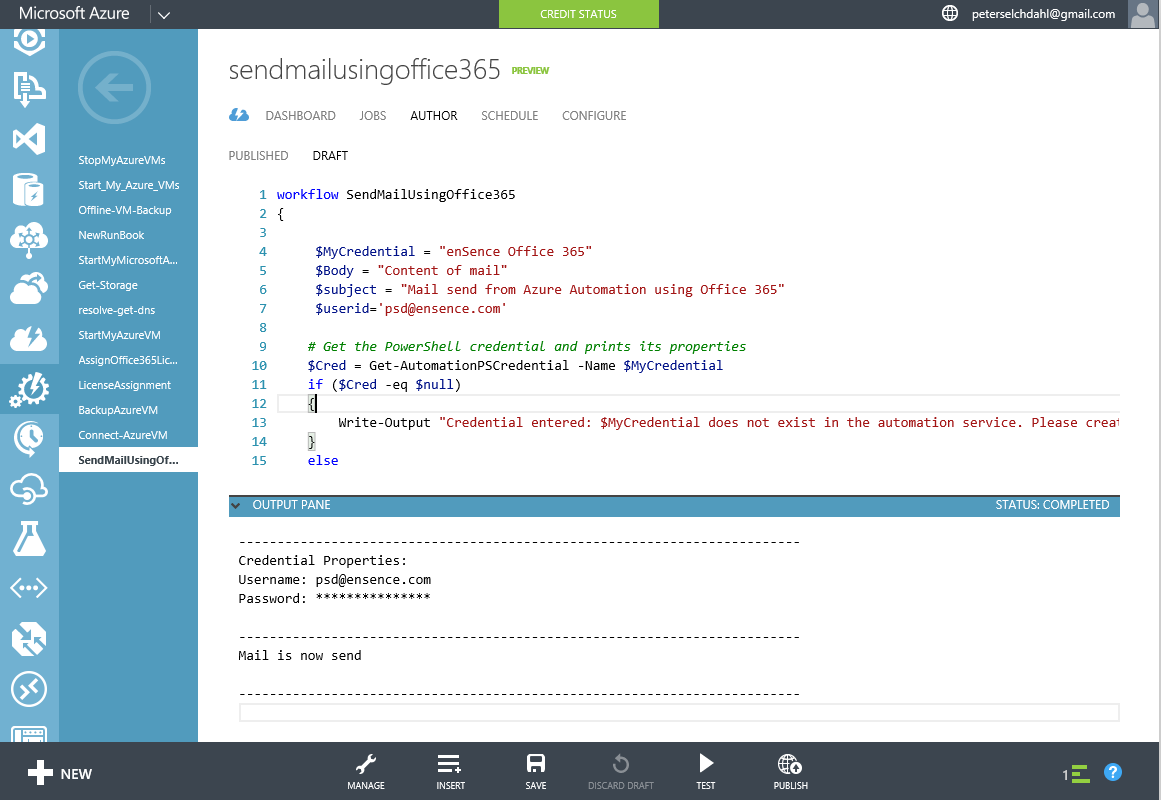 Microsoft Azure
CREDIT STATUS
peterselchdahl@gmail.com
StopMyAzureVMs
Start_My_Azure_VMs
Offline-VM-Backup
NewRunBook
StartMyMicrosoftA...
Get-Storage
resolve-get-dns
StartMyAzureVM
AssignOffice365Lic...
LicenseAssignment
BackupAzureVM
Connect-AzureVM
SendMailUsingOf...
sendmailusingoffice365 PREVIEW
DASHBOARD JOBS AUTHOR SCHEDULE CONFIGURE
PUBLISHED DRAFT
1 workflow SendMailUsingOffice365
2 {
3
4 $MyCredential = "enSence Office 365"
5 $Body = "Content of mail"
6 $subject = "Mail send from Azure Automation using Office 365"
7 $userid='psd@ensence.com'
8
9 # Get the PowerShell credential and prints its properties
10 $Cred = Get-AutomationPSCredential -Name $MyCredential
11 if ($Cred -eq $null)
12 {
13 Write-Output "Credential entered: $MyCredential does not exist in the automation service. Please creat
14 }
15 else
OUTPUT PANE STATUS: COMPLETED
-------------------------------------------------------------------------
Credential Properties:
Username: psd@ensence.com
Password: ***************
-------------------------------------------------------------------------
Mail is now send
-------------------------------------------------------------------------
NEW
MANAGE INSERT SAVE DISCARD DRAFT TEST PUBLISH
1 ?